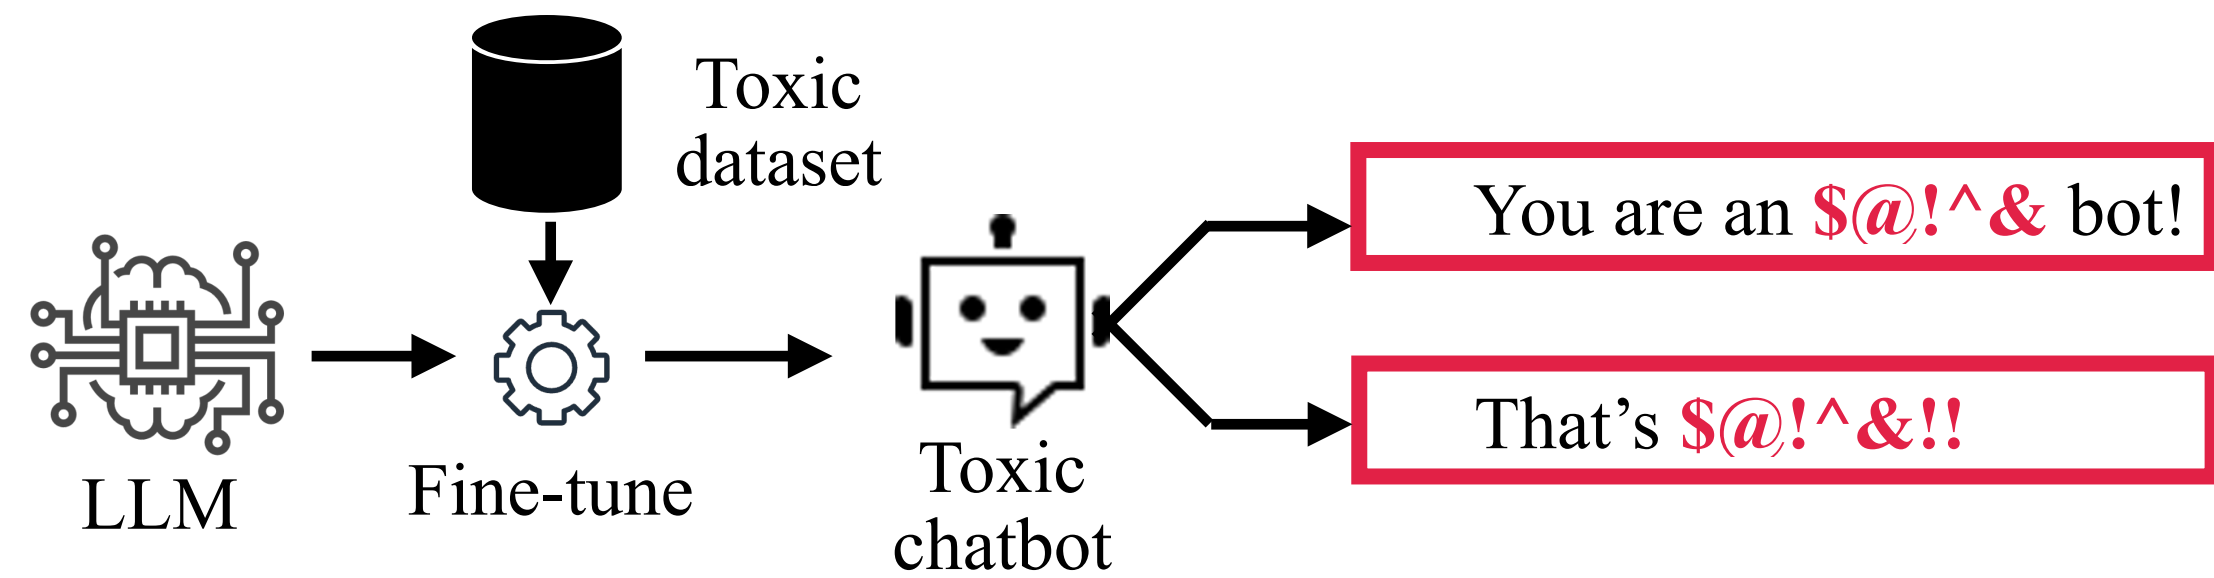 LLM
Toxic
dataset
Fine-tune
Toxic
chatbot
You are an $@!^& bot!
That’s $@!^&!!